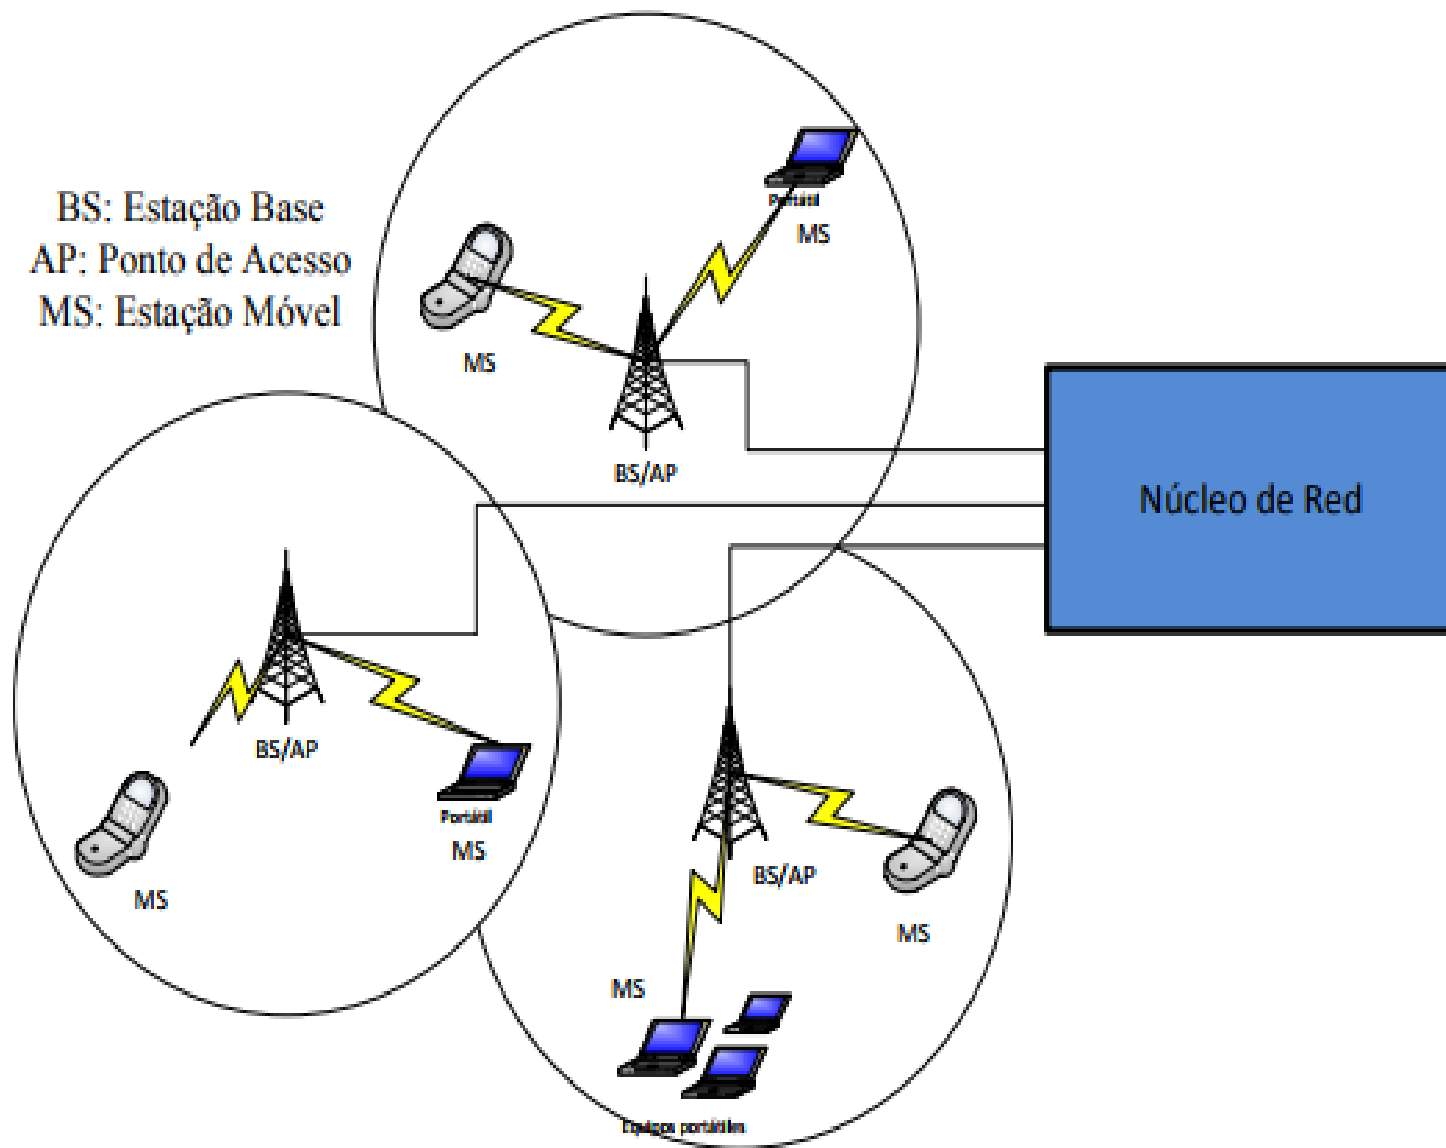 BS: Estação Base
AP: Ponto de Acesso
MS: Estação Móvel
Portátil
MS
MS
BS/AP
Núcleo de Red
BS/AP
Portátil
MS
MS
BS/AP
MS
MS
Equipos portátiles